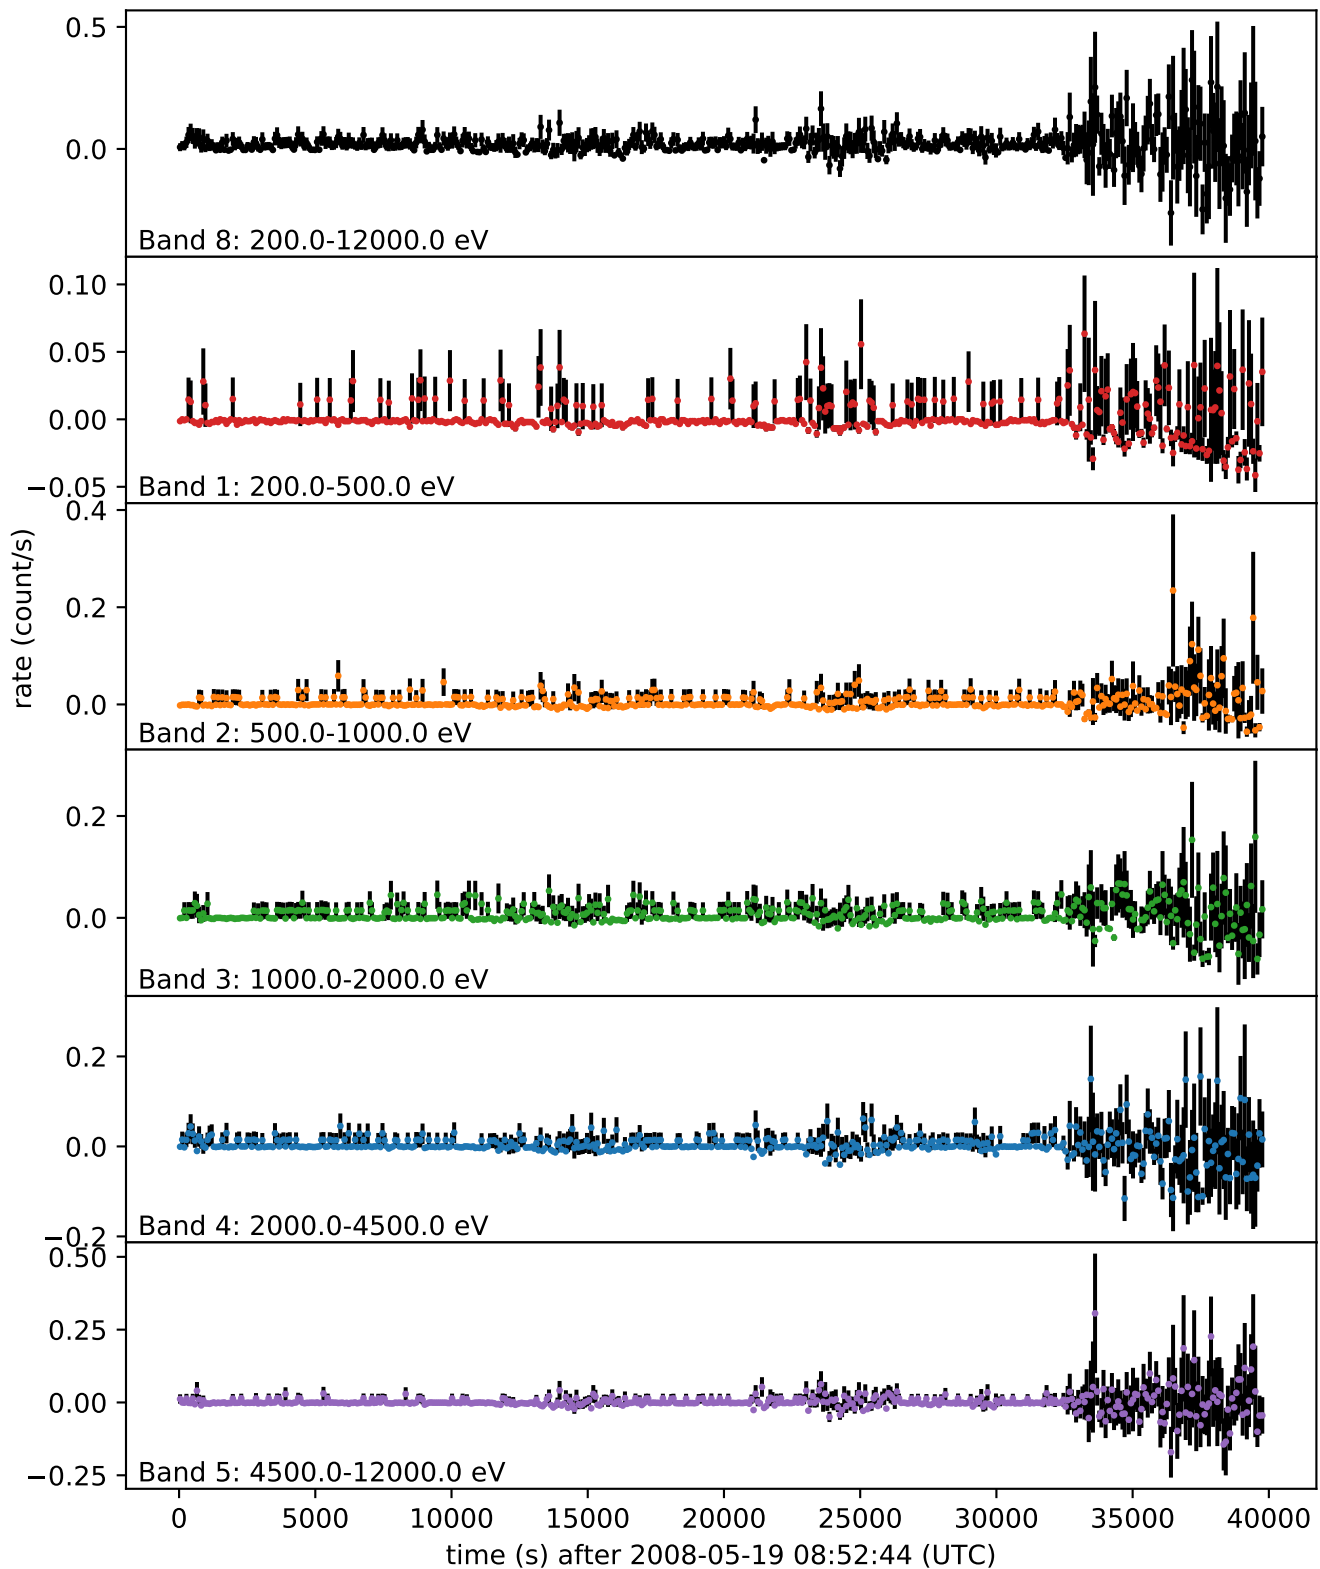 0.5
0.0
Band 8: 200.0-12000.0 eV
0.10
0.05
0.00
−0.05
Band 1: 200.0-500.0 eV
0.4
0.2
0.0
Band 2: 500.0-1000.0 eV
rate (count/s)
0.2
0.0
Band 3: 1000.0-2000.0 eV
0.2
0.0
−0.2
Band 4: 2000.0-4500.0 eV
0.50
0.25
0.00
−0.25
Band 5: 4500.0-12000.0 eV
0 5000 10000 15000 20000 25000 30000 35000 40000
time (s) after 2008-05-19 08:52:44 (UTC)